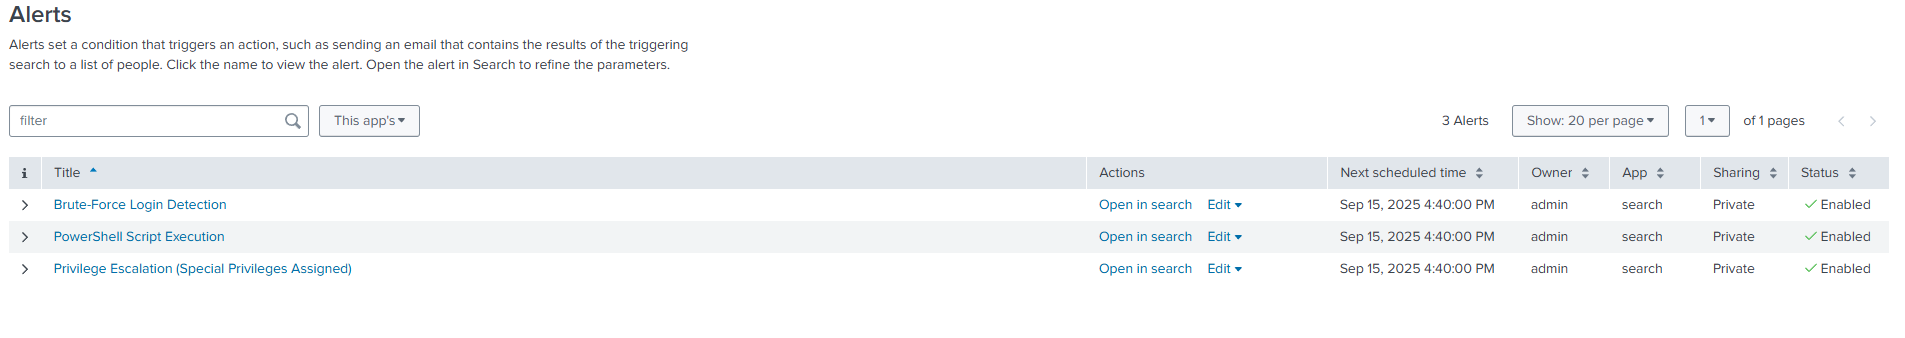 Alerts
Alerts set a condition that triggers an action, such as sending an email that contains the results of the triggering
search to a list of people. Click the name to view the alert. Open the alert in Search to refine the parameters.
filter This app's 3 Alerts Show: 20 per page 1 of 1 pages
i Title Actions Next scheduled time Owner App Sharing Status
Brute-Force Login Detection Open in search Edit Sep 15, 2025 4:40:00 PM admin search Private Enabled
PowerShell Script Execution Open in search Edit Sep 15, 2025 4:40:00 PM admin search Private Enabled
Privilege Escalation (Special Privileges Assigned) Open in search Edit Sep 15, 2025 4:40:00 PM admin search Private Enabled